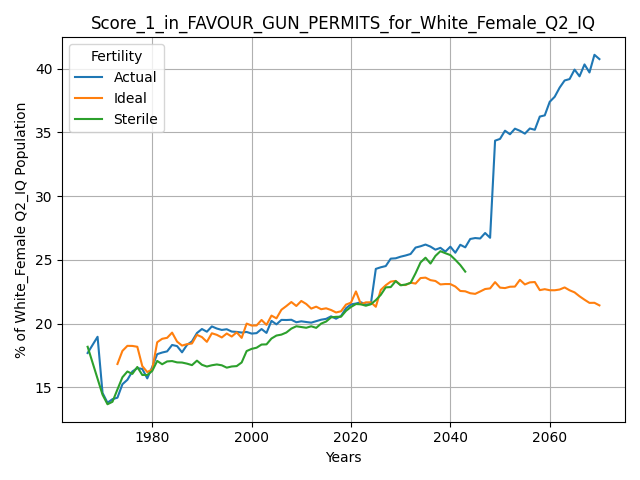 Score_1_in_FAVOUR_GUN_PERMITS_for_White_Female_Q2_IQ
% of White_Female Q2_IQ Population
40
35
30
25
20
15
Fertility
Actual
Ideal
Sterile
1980 2000 2020 2040 2060
Years